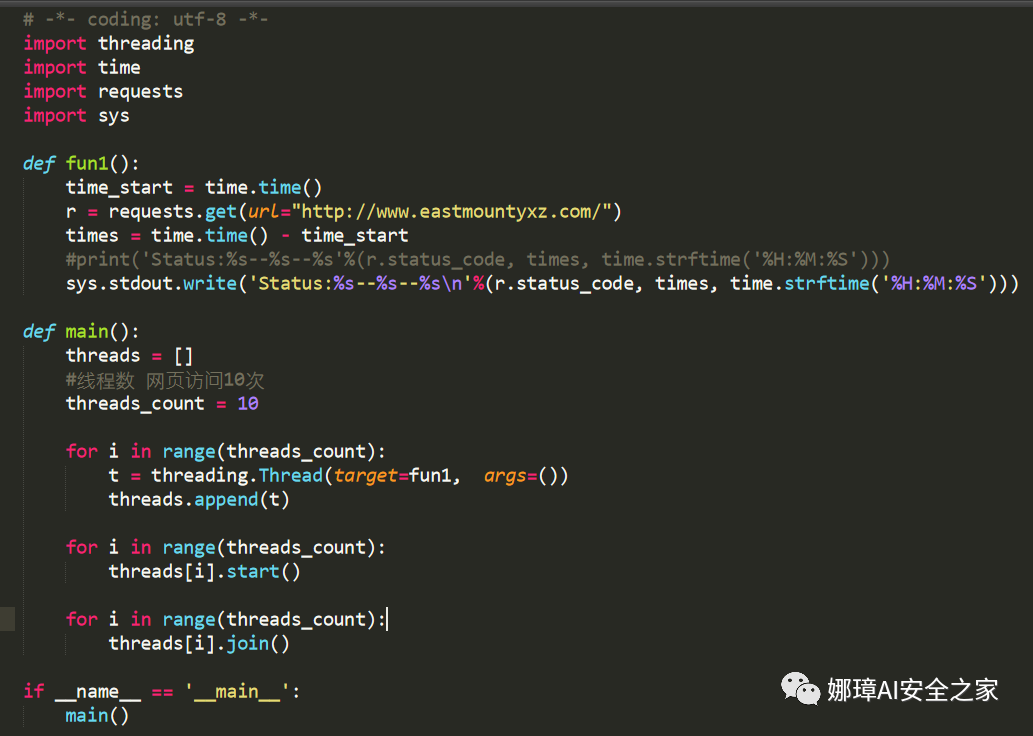 # -*- coding: utf-8 -*-
import threading
import time
import requests
import sys

def fun1():
    time_start = time.time()
    r = requests.get(url="http://www.eastmountyxz.com/")
    times = time.time() - time_start
    #print('Status:%s--%s--%s'%(r.status_code, times, time.strftime('%H:%M:%S')))
    sys.stdout.write('Status:%s--%s--%s\n'%(r.status_code, times, time.strftime('%H:%M:%S')))

def main():
    threads = []
    #线程数 网页访问10次
    threads_count = 10

    for i in range(threads_count):
        t = threading.Thread(target=fun1,  args=())
        threads.append(t)

    for i in range(threads_count):
        threads[i].start()

    for i in range(threads_count):
        threads[i].join()

if __name__ == '__main__':
    main()
娜璋AI安全之家